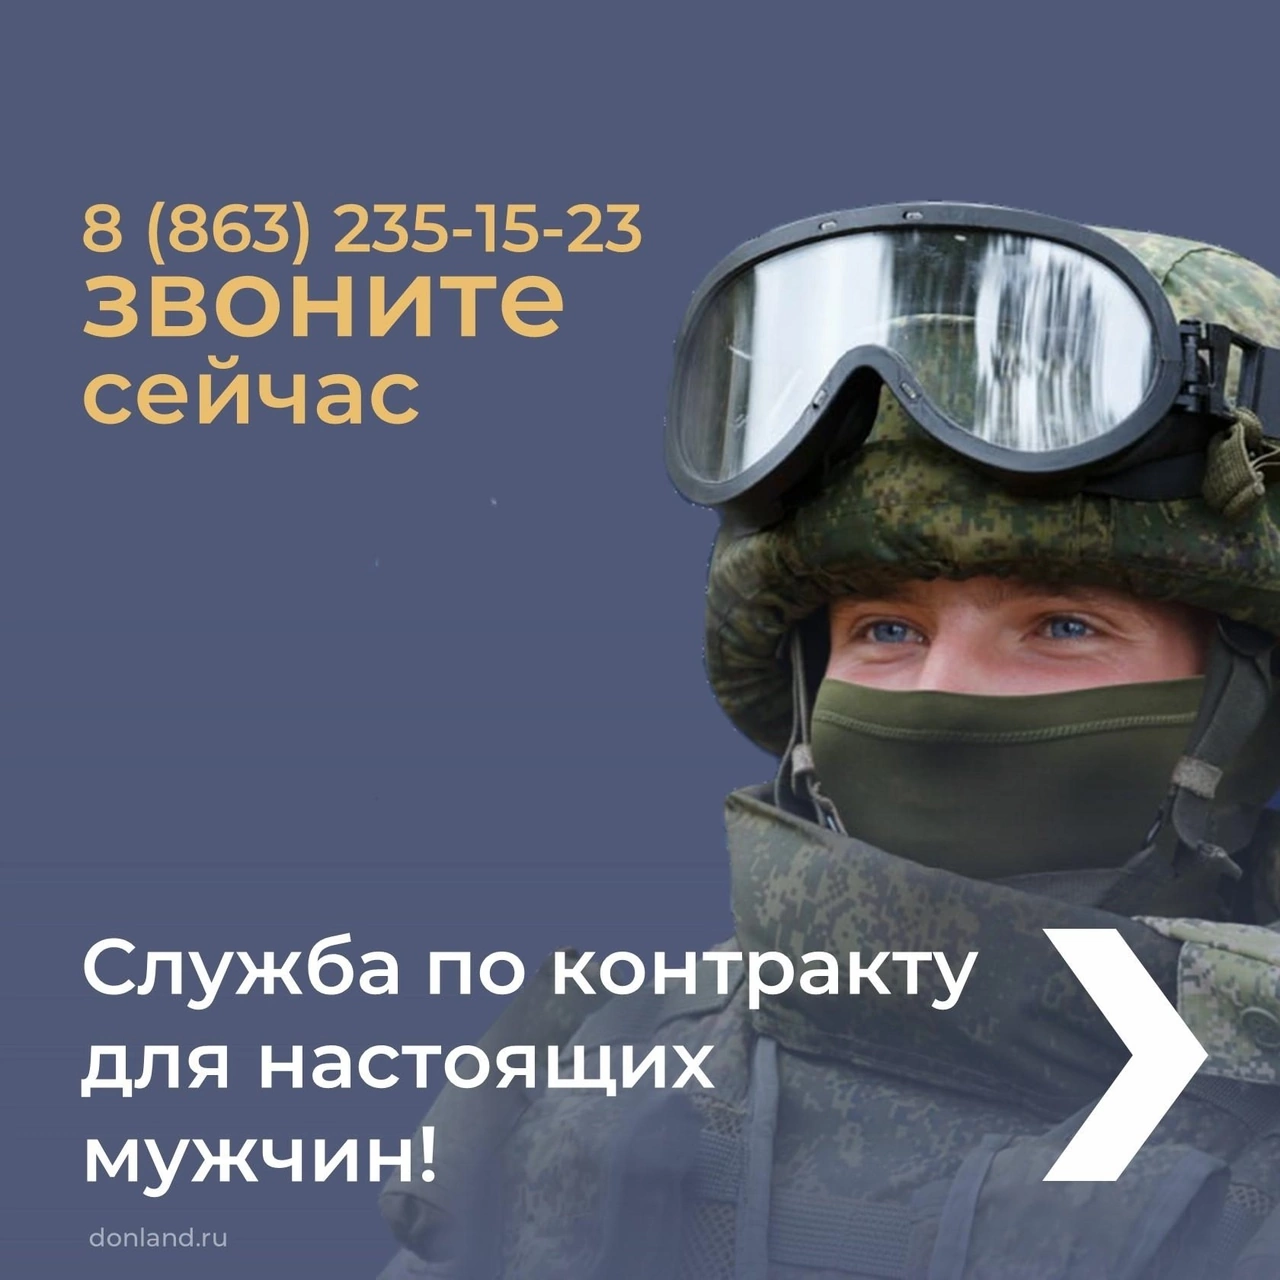 8 (863) 235-15-23
звоните
сейчас
Служба по контракту
для настоящих
мужчин!
donland.ru